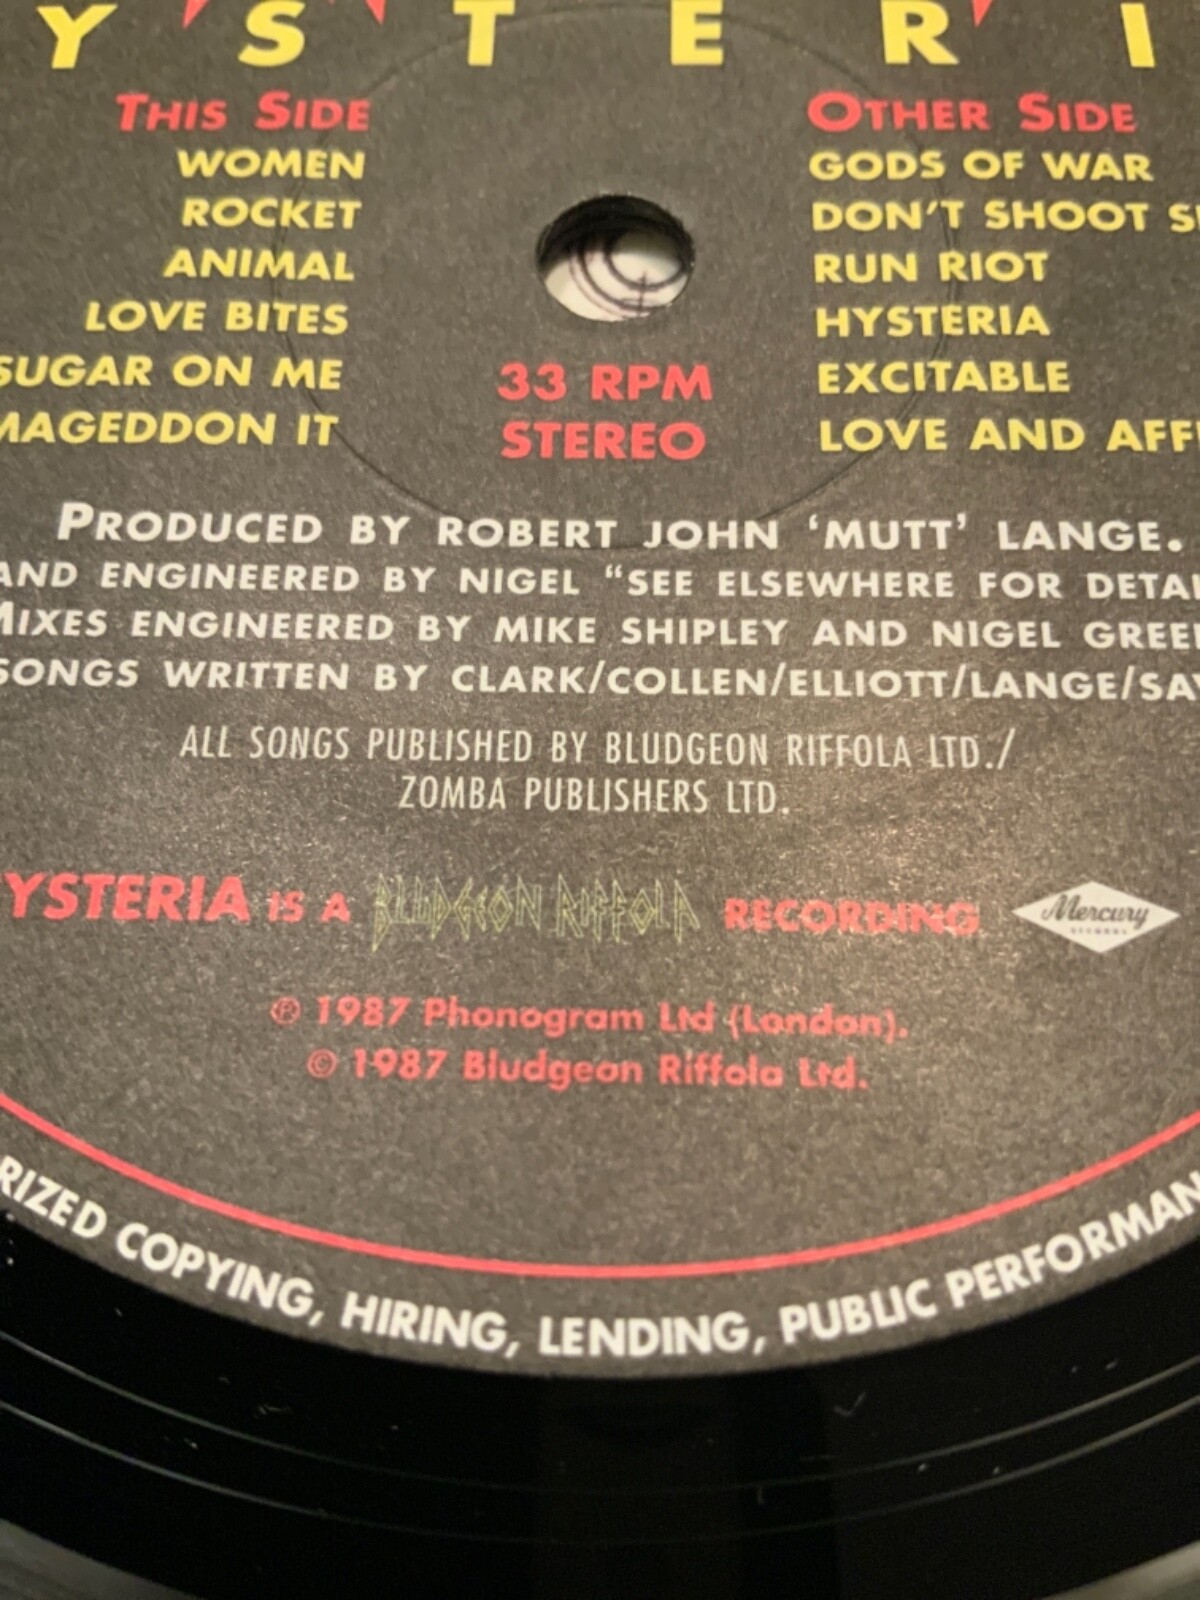 YSTERI
THIS SIDE
WOMEN
ROCKET
ANIMAL
LOVE BITES
SUGAR ON ME
MAGEDDON IT
OTHER SIDE
GODS OF WAR
DON'T SHOOT
RUN RIOT
HYSTERIA
EXCITABLE
LOVE AND AFF
33 RPM
STEREO
PRODUCED BY ROBERT JOHN 'MUTT' LANGE.
AND ENGINEERED BY NIGEL "SEE ELSEWHERE FOR DETAI
MIXES ENGINEERED BY MIKE SHIPLEY AND NIGEL GREE
SONGS WRITTEN BY CLARK/COLLEN/ELLIOTT/LANGE/SAV
ALL SONGS PUBLISHED BY BLUDGEON RIFFOLA LTD./
ZOMBA PUBLISHERS LTD.
YSTERIA IS A BLUDGEON RIFFOLA RECORDING
Mercury
RECORDS
℗ 1987 Phonogram Ltd (London).
© 1987 Bludgeon Riffola Ltd.
RIZED COPYING, HIRING, LENDING, PUBLIC PERFORMAN